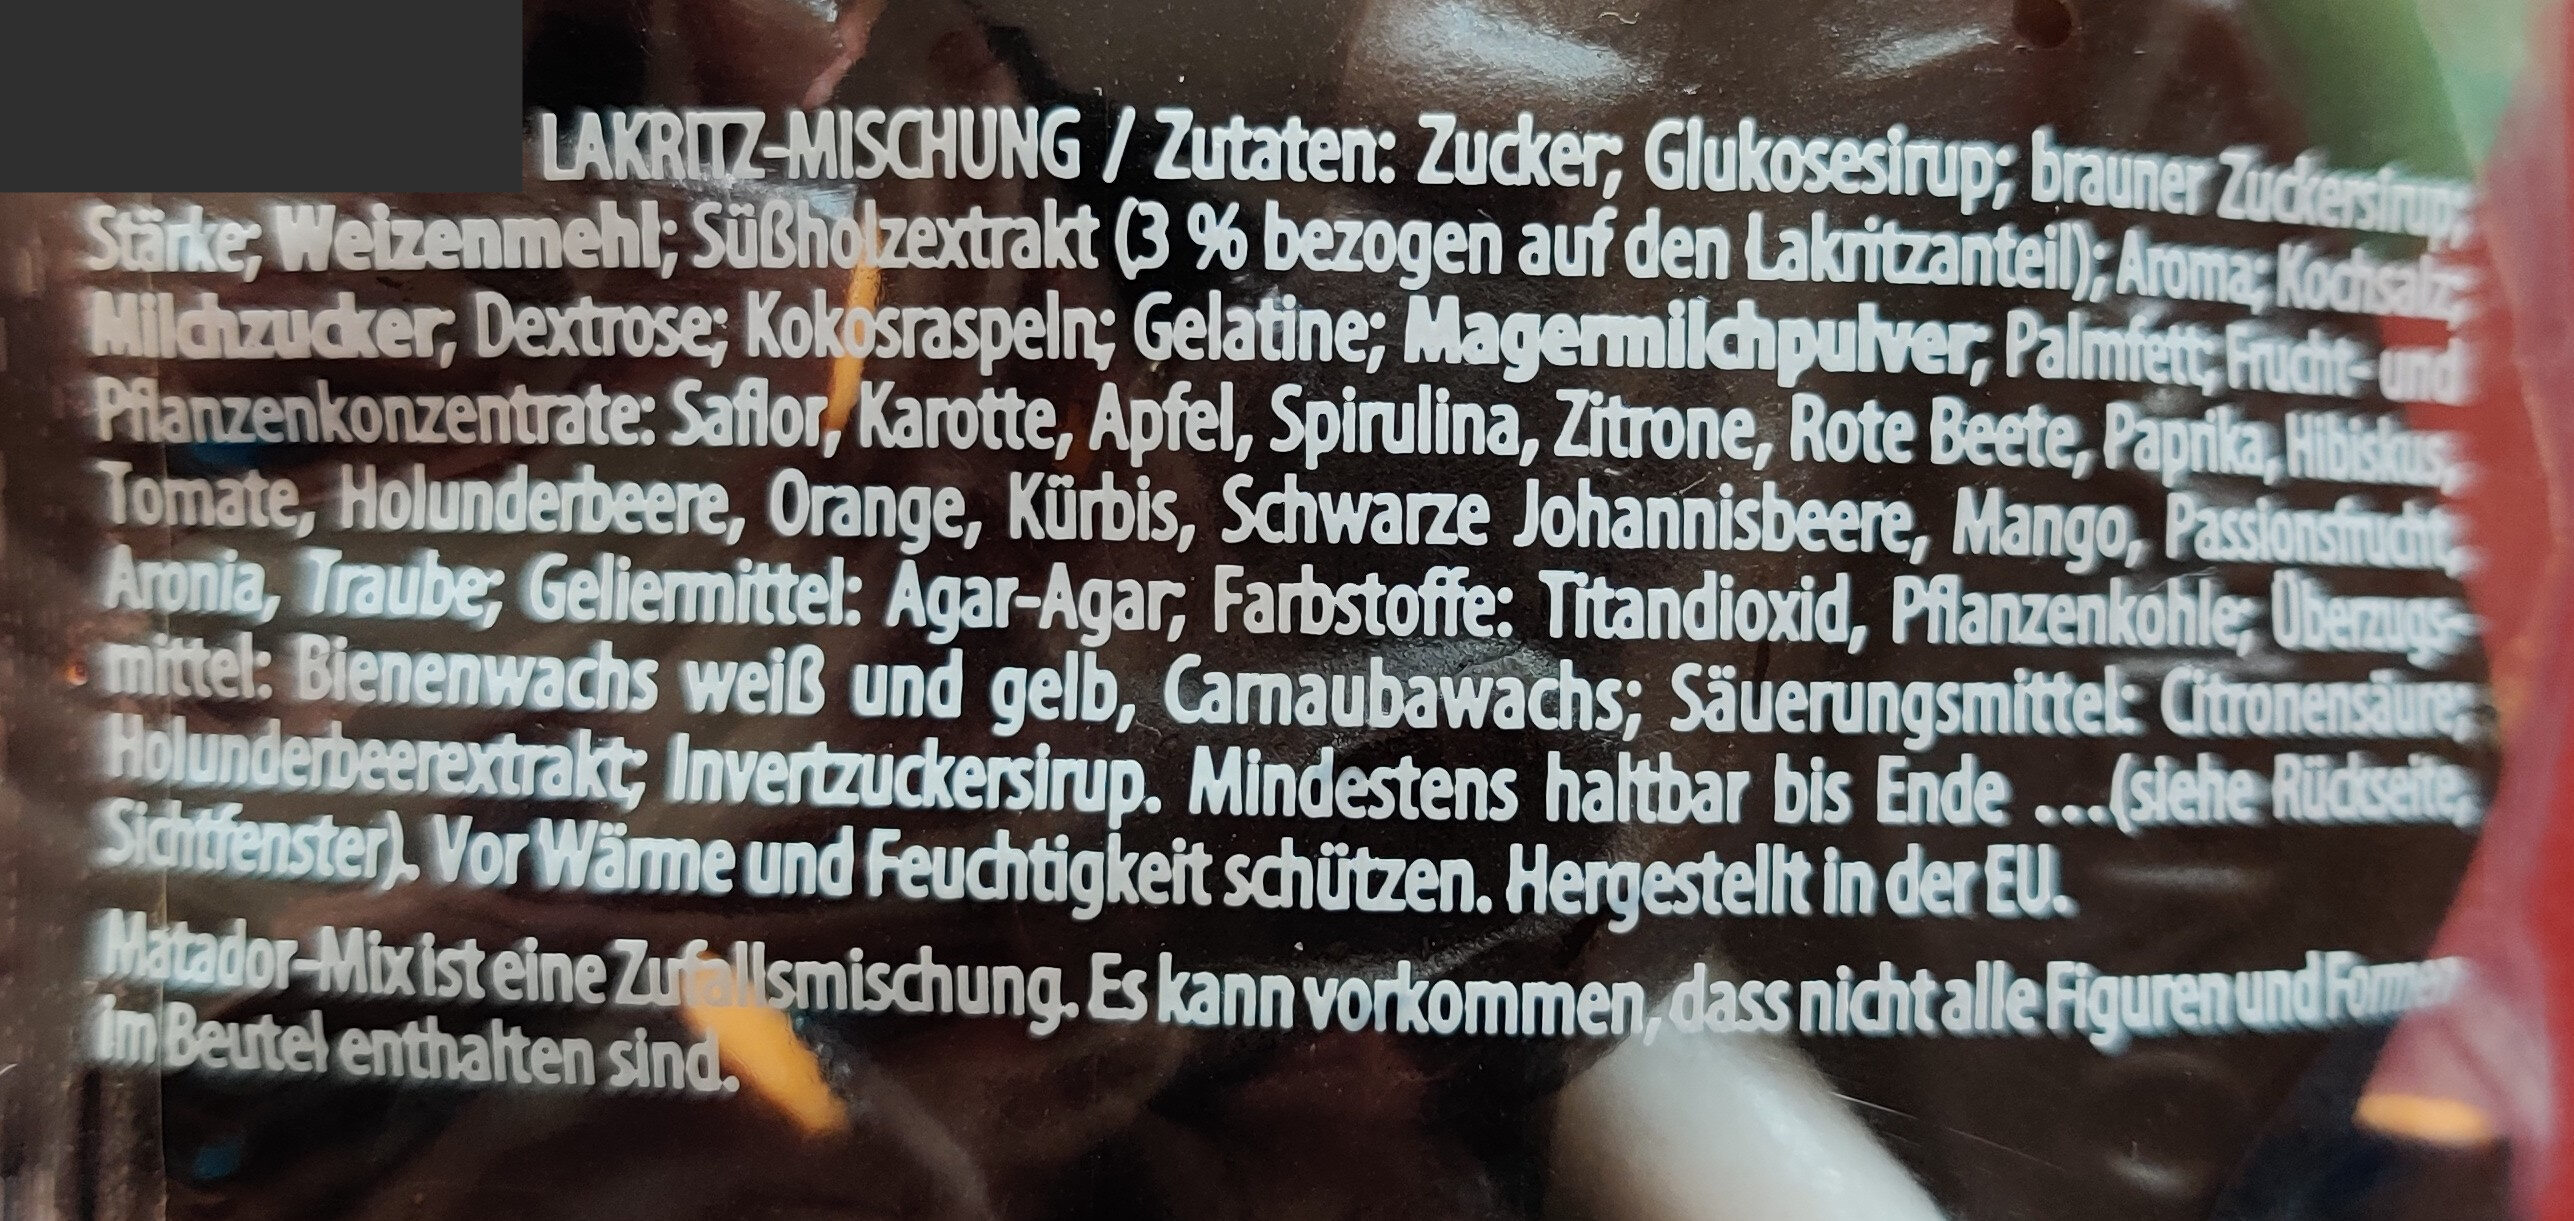 LAKRITZ-MISCHUNG / Zutaten: Zucker; Glukosesirup; brauner Zuckersirup;
Stärke; Weizenmehl; Süßholzextrakt (3 % bezogen auf den Lakritzanteil); Aroma; Kochsalz;
Milchzucker; Dextrose; Kokosraspeln; Gelatine; Magermilchpulver; Palmfett; Frucht- und
Pflanzenkonzentrate: Saflor, Karotte, Apfel, Spirulina, Zitrone, Rote Beete, Paprika, Hibiskus,
Tomate, Holunderbeere, Orange, Kürbis, Schwarze Johannisbeere, Mango, Passionsfrucht,
Aronia, Traube; Geliermittel: Agar-Agar; Farbstoffe: Titandioxid, Pflanzenkohle; Überzugs-
mittel: Bienenwachs weiß und gelb, Carnaubawachs; Säuerungsmittel: Citronensäure;
Holunderbeerextrakt; Invertzuckersirup. Mindestens haltbar bis Ende ....(siehe Rückseite,
Sichtfenster). Vor Wärme und Feuchtigkeit schützen. Hergestellt in der EU.
Matador-Mix ist eine Zufallsmischung. Es kann vorkommen, dass nicht alle Figuren und Formen
im Beutel enthalten sind.